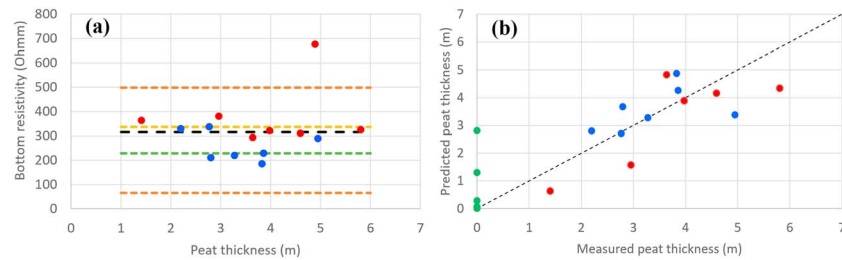 (a)
Bottom resistivity (Ohmm)
800
700
600
500
400
300
200
100
0
0 1 2 3 4 5 6 7
Peat thickness (m)
(b)
Predicted peat thickness (m)
7
6
5
4
3
2
1
0
0 1 2 3 4 5 6 7
Measured peat thickness (m)